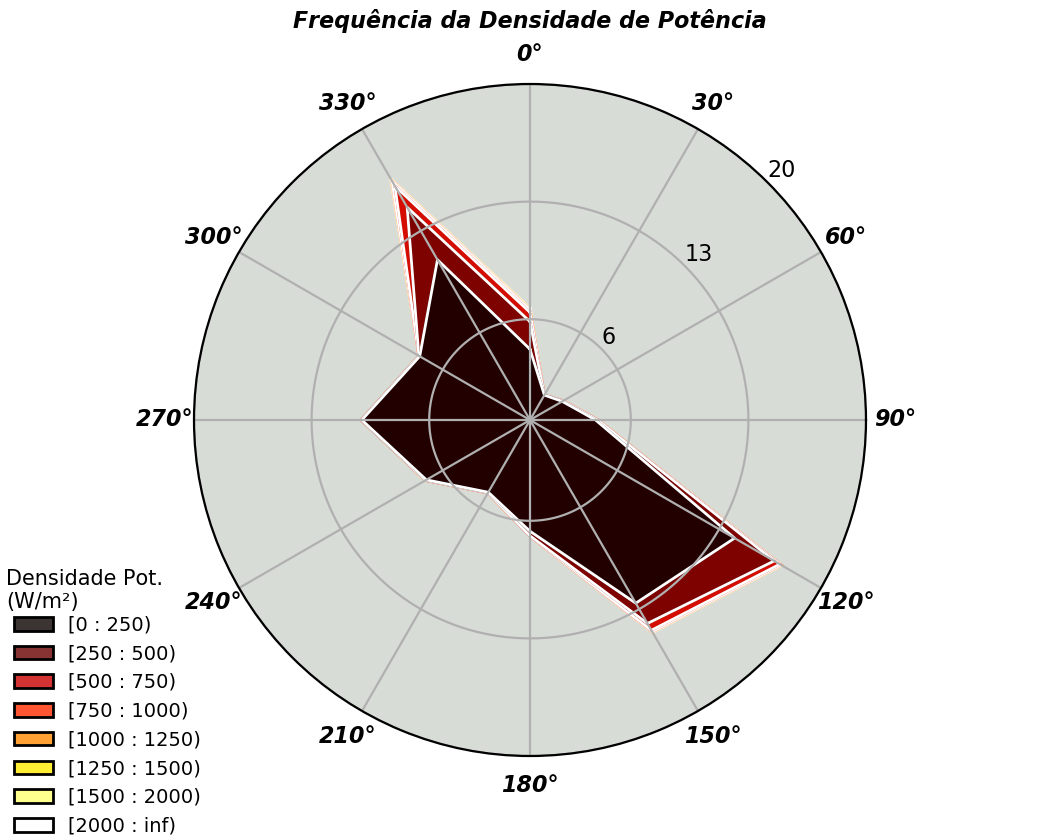 Frequência da Densidade de Potência
0°
330°
30°
20
300°
60°
13
6
270°
90°
240°
120°
210°
150°
180°
Densidade Pot.
(W/m²)
[0 : 250)
[250 : 500)
[500 : 750)
[750 : 1000)
[1000 : 1250)
[1250 : 1500)
[1500 : 2000)
[2000 : inf)